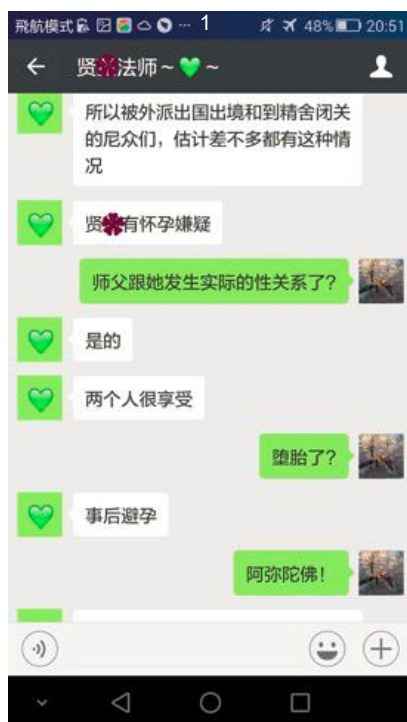 飛航模式 1 48% 20:51
贤法师~💚~
所以被外派出国出境和到精舍闭关
的尼众们，估计差不多都有这种情
况
贤有怀孕嫌疑
师父跟她发生实际的性关系了？
是的
两个人很享受
堕胎了？
事后避孕
阿弥陀佛！